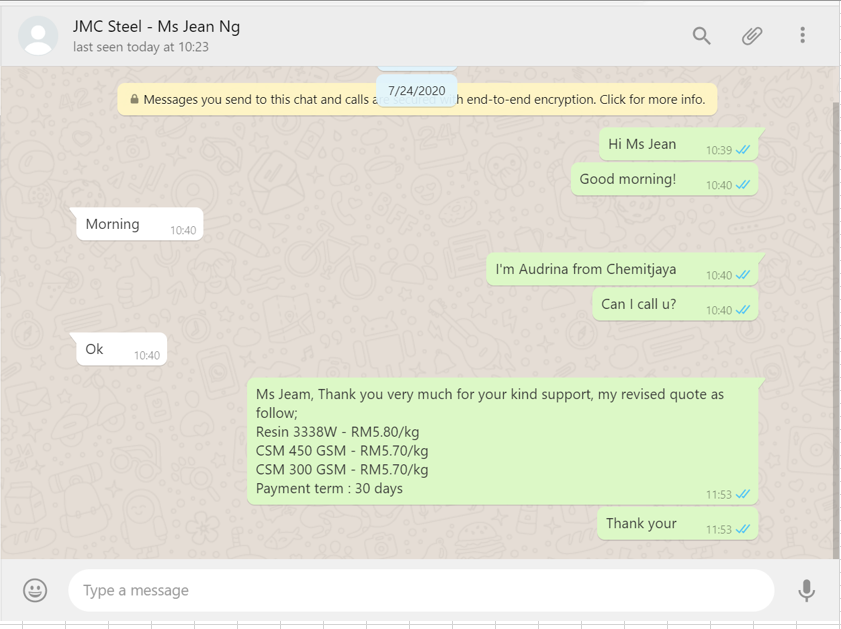 JMC Steel - Ms Jean Ng
last seen today at 10:23
7/24/2020
Messages you send to this chat and calls are secured with end-to-end encryption. Click for more info.
Hi Ms Jean
10:39
Good morning!
10:40
Morning
10:40
I'm Audrina from Chemitjaya
10:40
Can I call u?
10:40
Ok
10:40
Ms Jeam, Thank you very much for your kind support, my revised quote as
follow;
Resin 3338W - RM5.80/kg
CSM 450 GSM - RM5.70/kg
CSM 300 GSM - RM5.70/kg
Payment term : 30 days
11:53
Thank your
11:53
Type a message